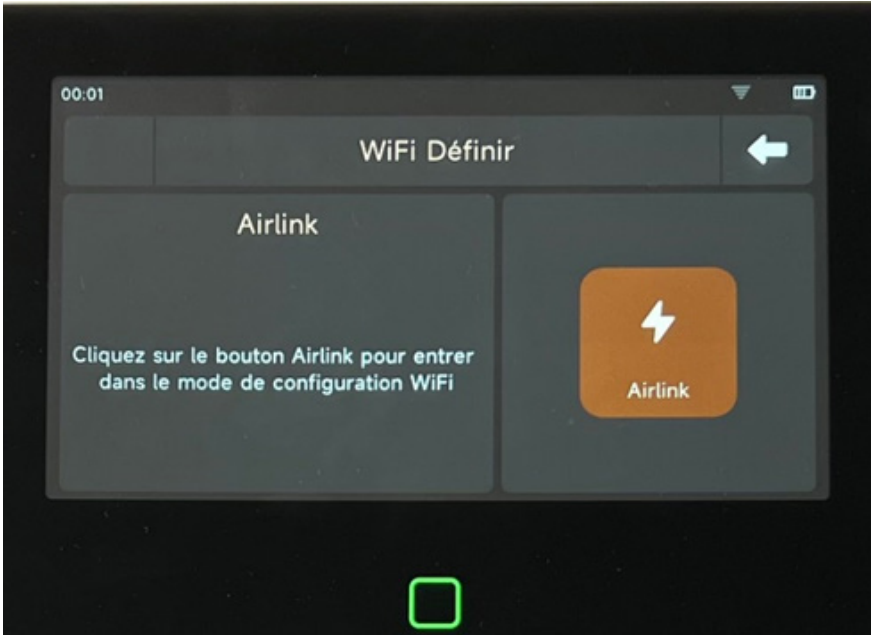 00:01
WiFi Définir
Airlink
Cliquez sur le bouton Airlink pour entrer
dans le mode de configuration WiFi
Airlink